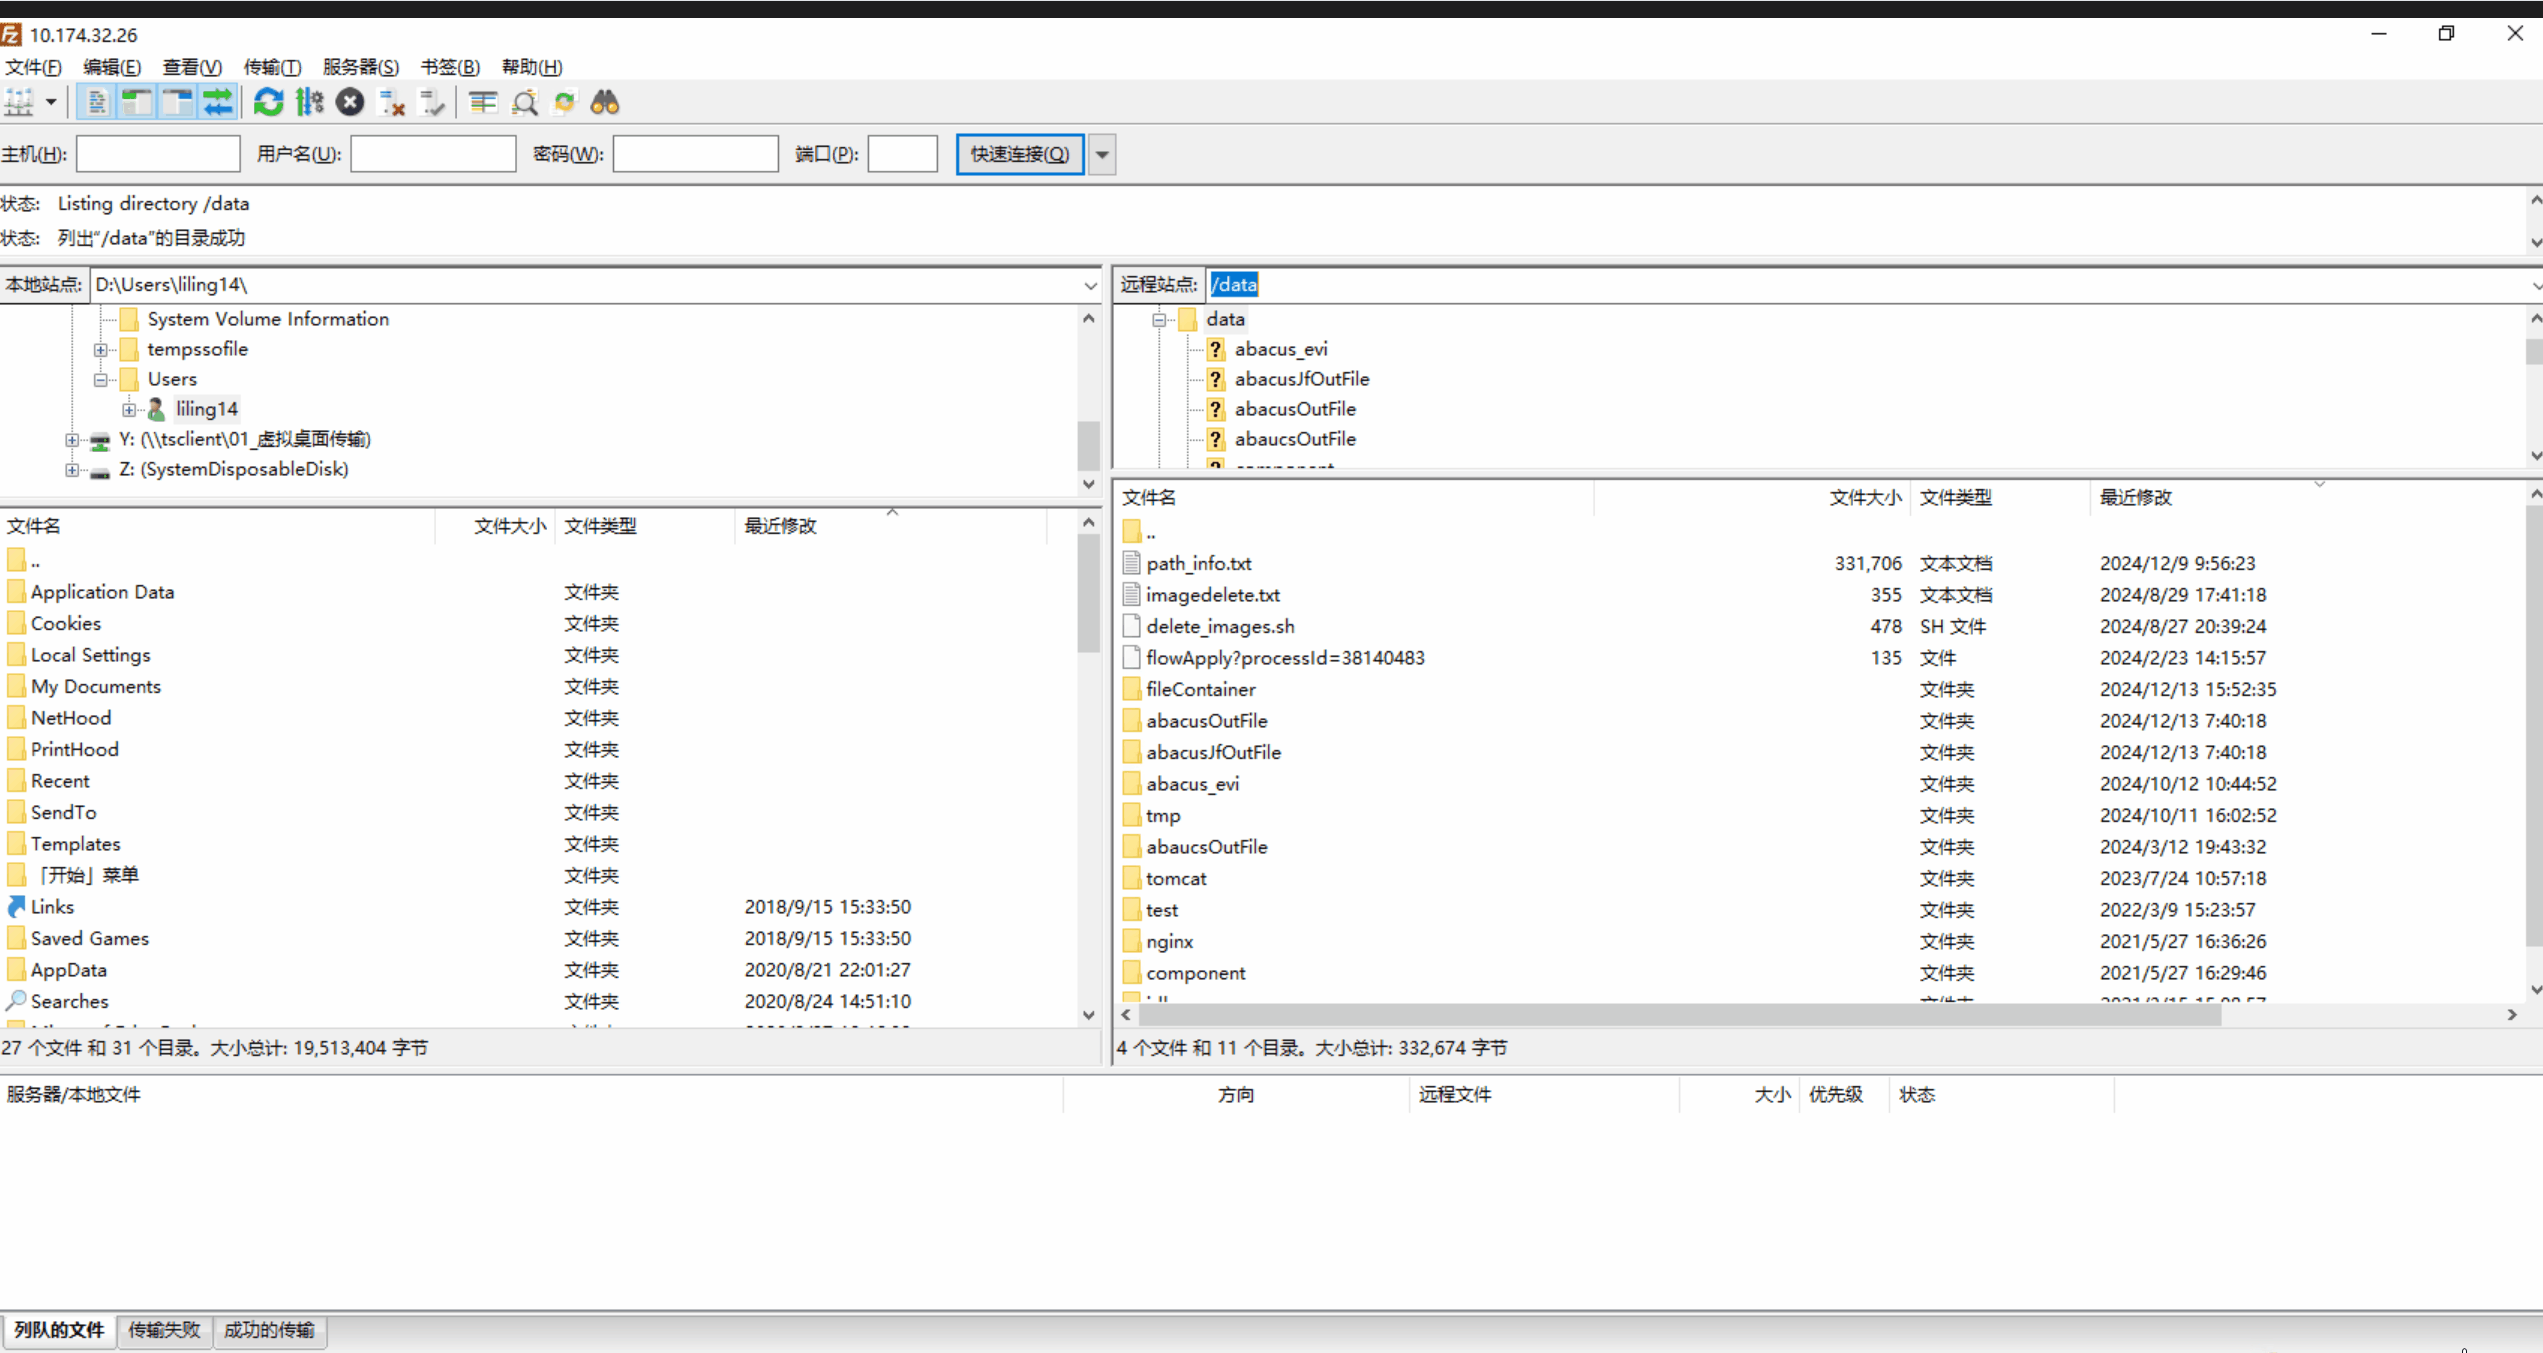 10.174.32.26
文件(F) 编辑(E) 查看(V) 传输(T) 服务器(S) 书签(B) 帮助(H)
主机(H): 用户名(U): 密码(W): 端口(P): 快速连接(Q)
状态: Listing directory /data
状态: 列出“/data”的目录成功
本地站点: D:\Users\liling14\
System Volume Information
tempssofile
Users
liling14
Y: (\\tsclient\01_虚拟桌面传输)
Z: (SystemDisposableDisk)
文件名 文件大小 文件类型 最近修改
..
Application Data 文件夹
Cookies 文件夹
Local Settings 文件夹
My Documents 文件夹
NetHood 文件夹
PrintHood 文件夹
Recent 文件夹
SendTo 文件夹
Templates 文件夹
「开始」菜单 文件夹
Links 文件夹 2018/9/15 15:33:50
Saved Games 文件夹 2018/9/15 15:33:50
AppData 文件夹 2020/8/21 22:01:27
Searches 文件夹 2020/8/24 14:51:10
27 个文件 和 31 个目录。大小总计: 19,513,404 字节
远程站点: /data
data
? abacus_evi
? abacusJfOutFile
? abacusOutFile
? abaucsOutFile
? component
文件名 文件大小 文件类型 最近修改
..
path_info.txt 331,706 文本文档 2024/12/9 9:56:23
imagedelete.txt 355 文本文档 2024/8/29 17:41:18
delete_images.sh 478 SH 文件 2024/8/27 20:39:24
flowApply?processId=38140483 135 文件 2024/2/23 14:15:57
fileContainer 文件夹 2024/12/13 15:52:35
abacusOutFile 文件夹 2024/12/13 7:40:18
abacusJfOutFile 文件夹 2024/12/13 7:40:18
abacus_evi 文件夹 2024/10/12 10:44:52
tmp 文件夹 2024/10/11 16:02:52
abaucsOutFile 文件夹 2024/3/12 19:43:32
tomcat 文件夹 2023/7/24 10:57:18
test 文件夹 2022/3/9 15:23:57
nginx 文件夹 2021/5/27 16:36:26
component 文件夹 2021/5/27 16:29:46
4 个文件 和 11 个目录。大小总计: 332,674 字节
服务器/本地文件 方向 远程文件 大小 优先级 状态
列队的文件 传输失败 成功的传输